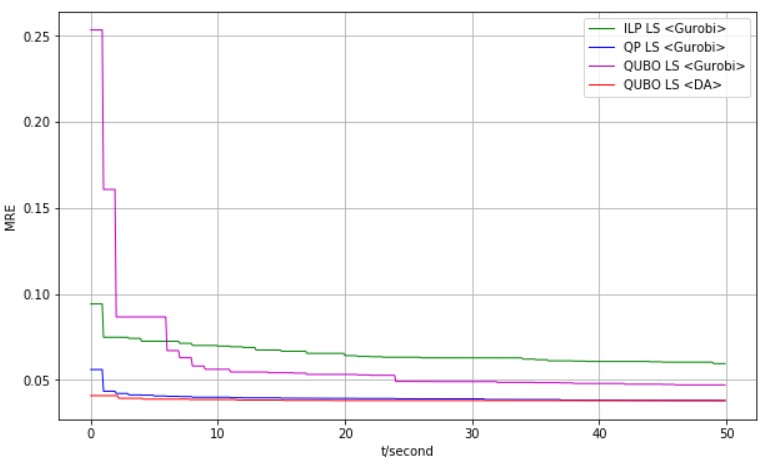 0.25
0.20
0.15
0.10
0.05
MRE
ILP LS <Gurobi>
QP LS <Gurobi>
QUBO LS <Gurobi>
QUBO LS <DA>
0 10 20 30 40 50
t/second